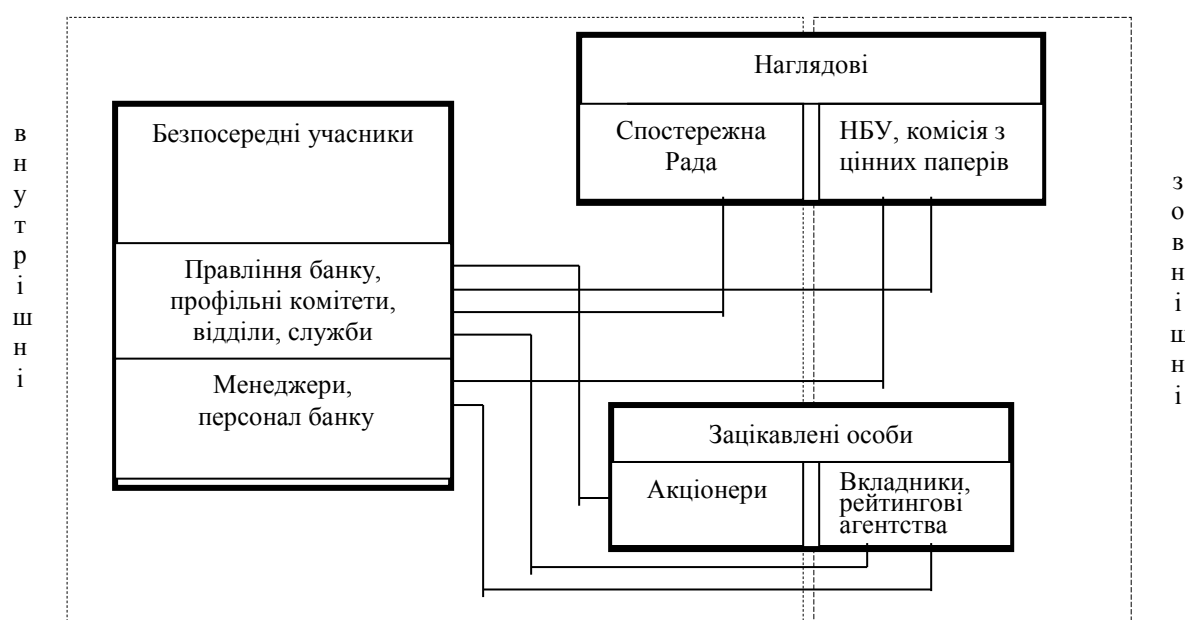 внутрішні
Безпосередні учасники
Правління банку,
профільні комітети,
відділи, служби
Менеджери,
персонал банку
Наглядові
Спостережна
Рада
НБУ, комісія з
цінних паперів
Зацікавлені особи
Акціонери
Вкладники,
рейтингові
агентства
зовнішні